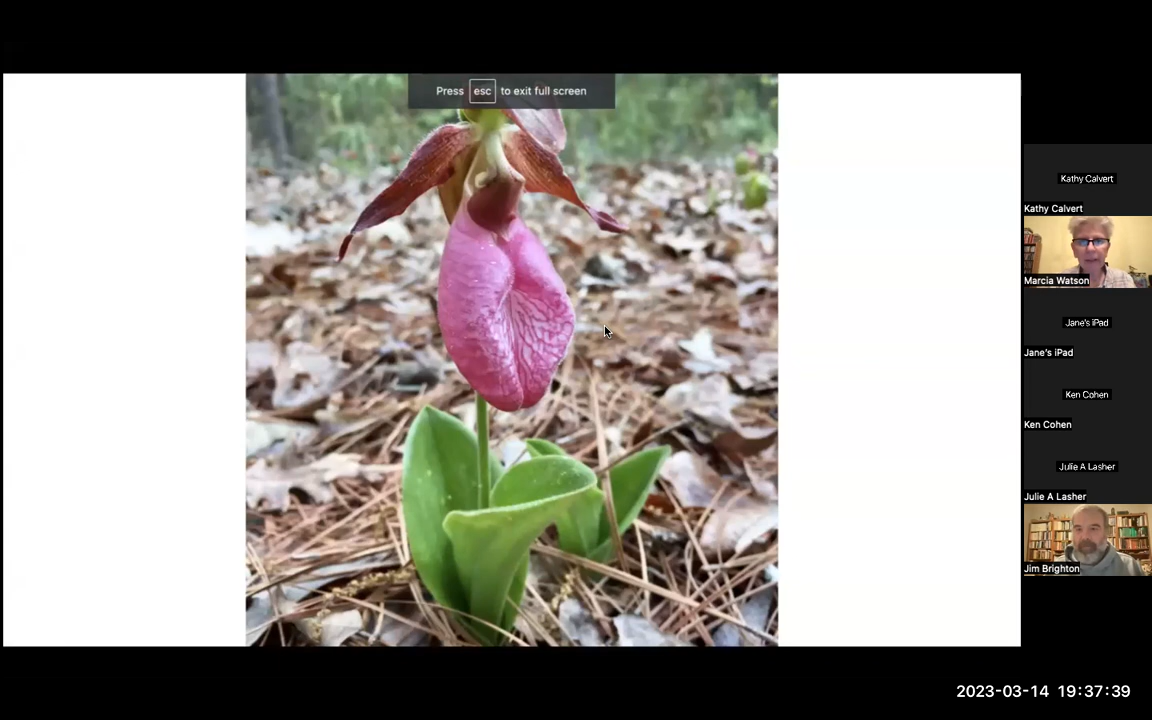 Press esc to exit full screen
Kathy Calvert
Kathy Calvert
Marcia Watson
Jane's iPad
Jane's iPad
Ken Cohen
Ken Cohen
Julie A Lasher
Julie A Lasher
Jim Brighton
2023-03-14 19:37:39